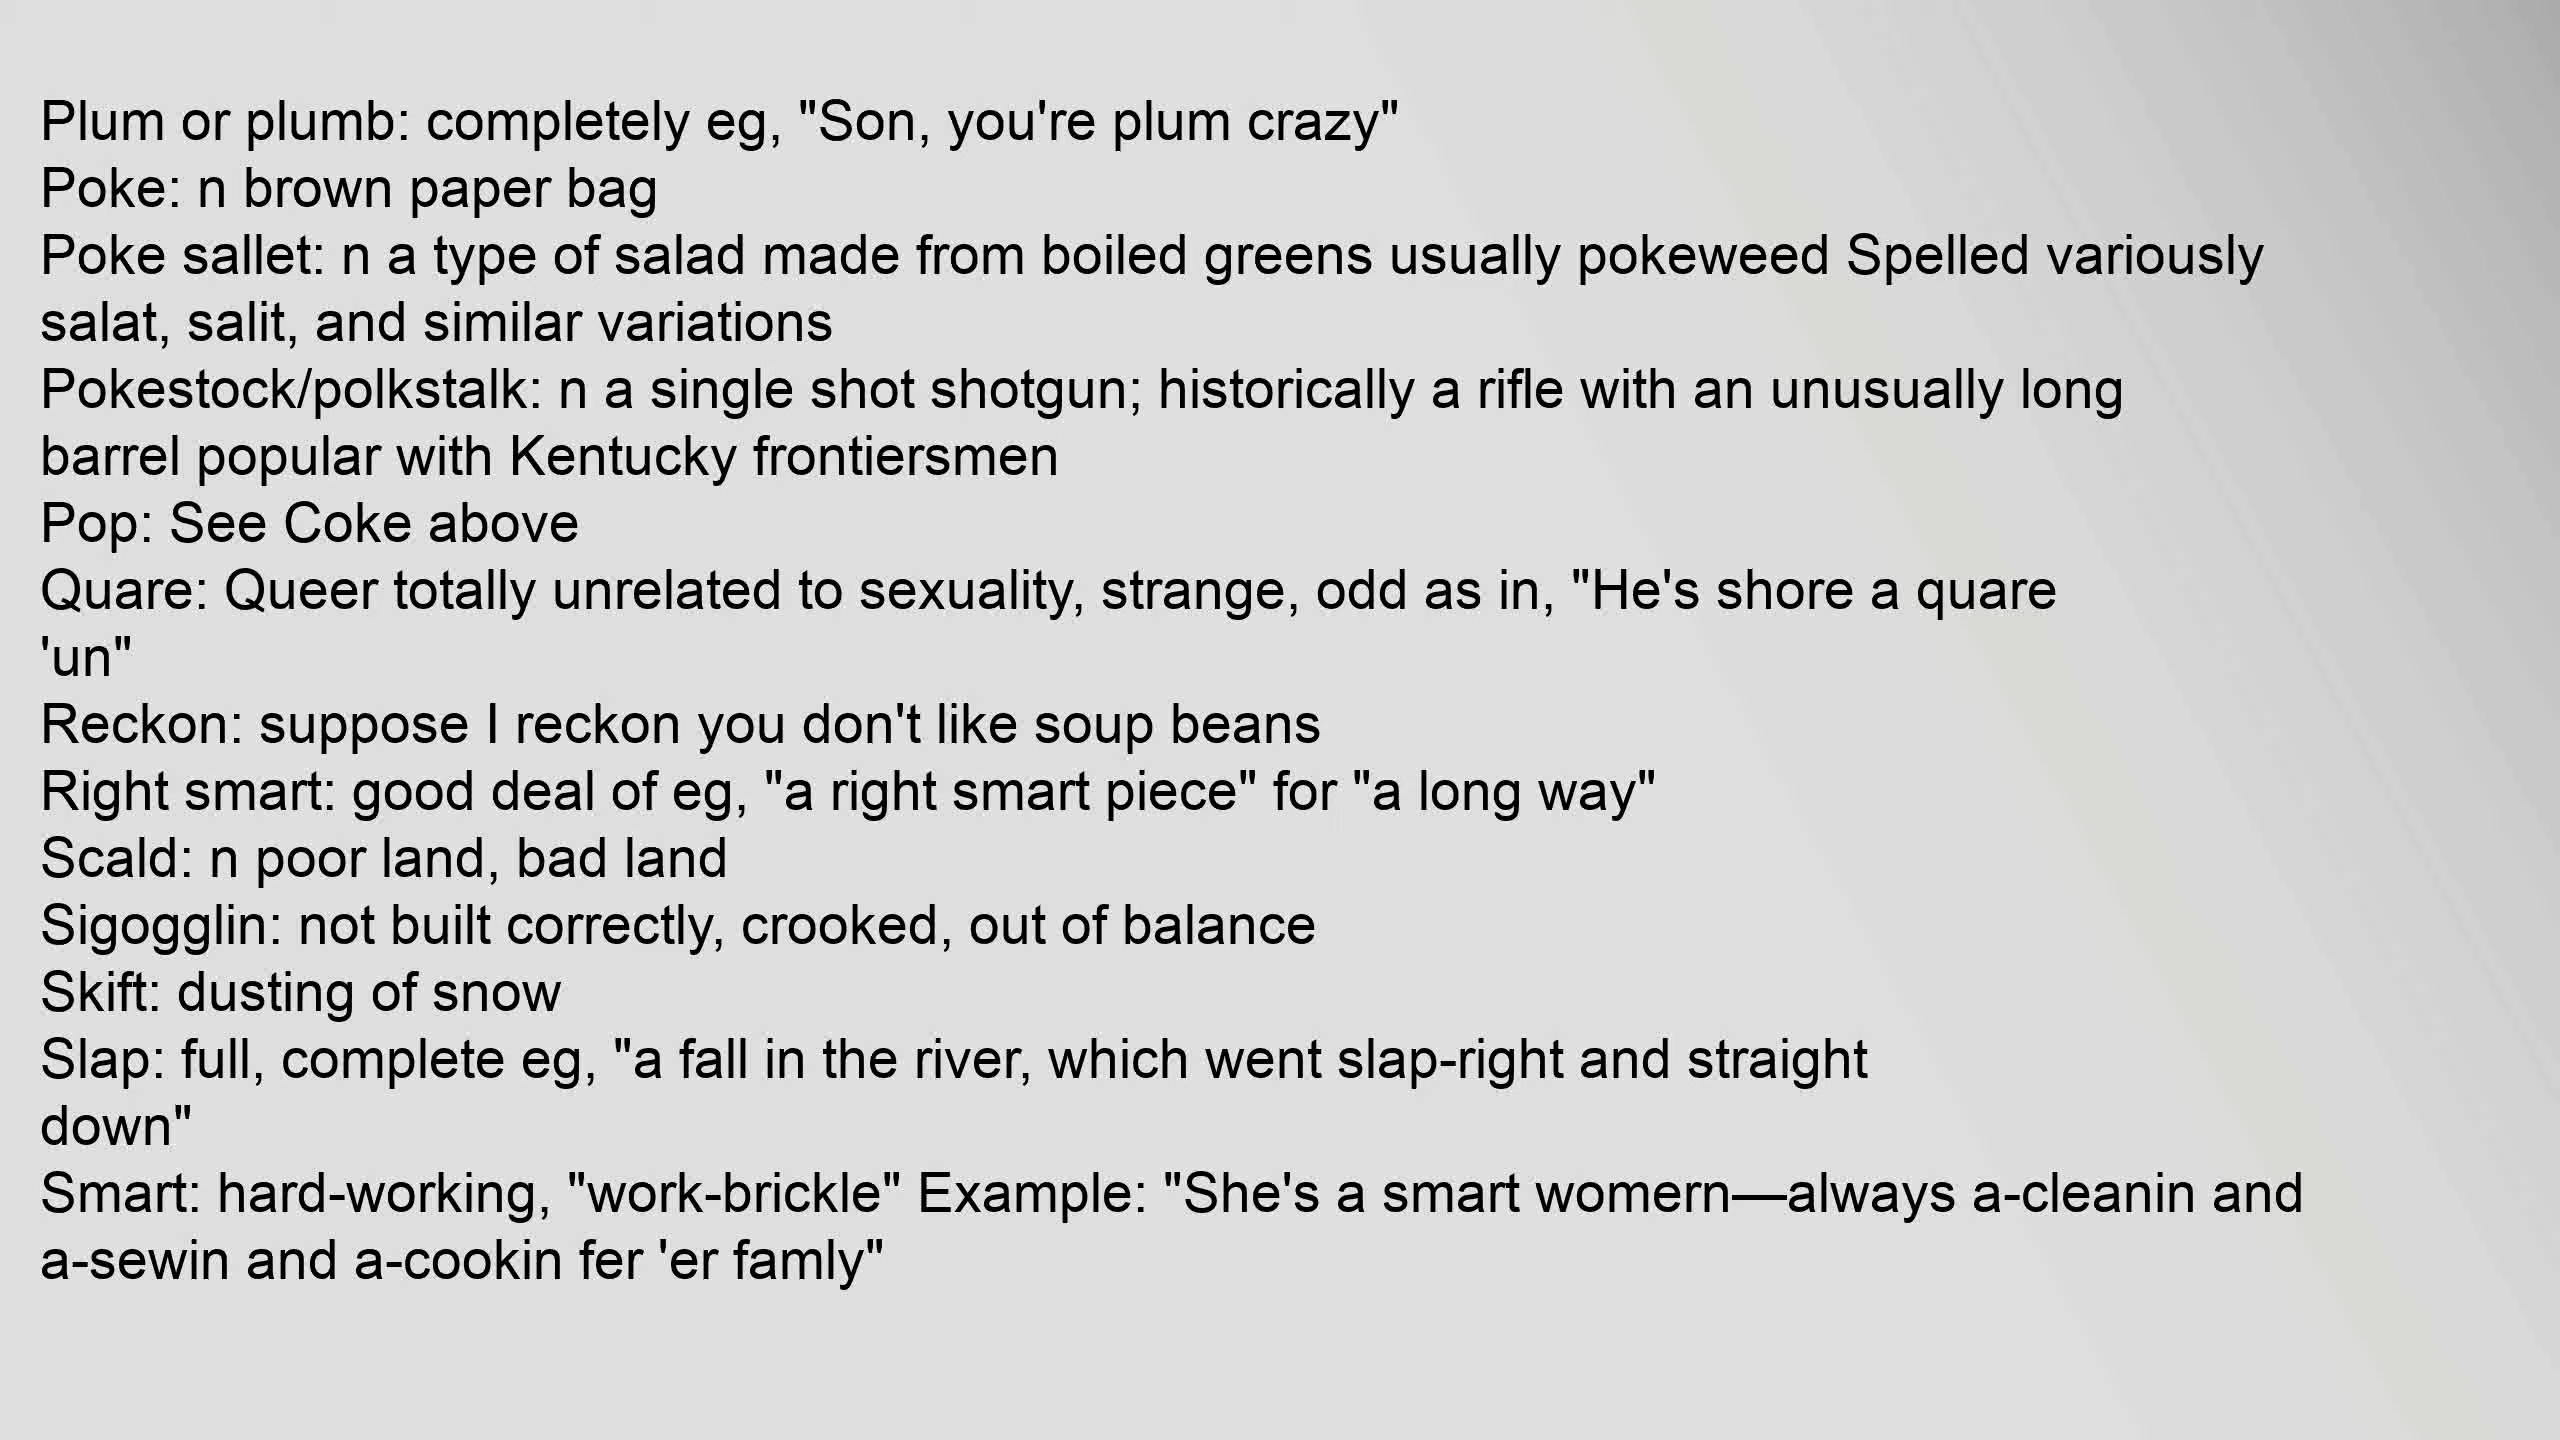 Plum or plumb: completely eg, "Son, you're plum crazy"
Poke: n brown paper bag
Poke sallet: n a type of salad made from boiled greens usually pokeweed Spelled variously
salat, salit, and similar variations
Pokestock/polkstalk: n a single shot shotgun; historically a rifle with an unusually long
barrel popular with Kentucky frontiersmen
Pop: See Coke above
Quare: Queer totally unrelated to sexuality, strange, odd as in, "He's shore a quare
'un"
Reckon: suppose I reckon you don't like soup beans
Right smart: good deal of eg, "a right smart piece" for "a long way"
Scald: n poor land, bad land
Sigogglin: not built correctly, crooked, out of balance
Skift: dusting of snow
Slap: full, complete eg, "a fall in the river, which went slap-right and straight
down"
Smart: hard-working, "work-brickle" Example: "She's a smart womern—always a-cleanin and
a-sewin and a-cookin fer 'er famly"